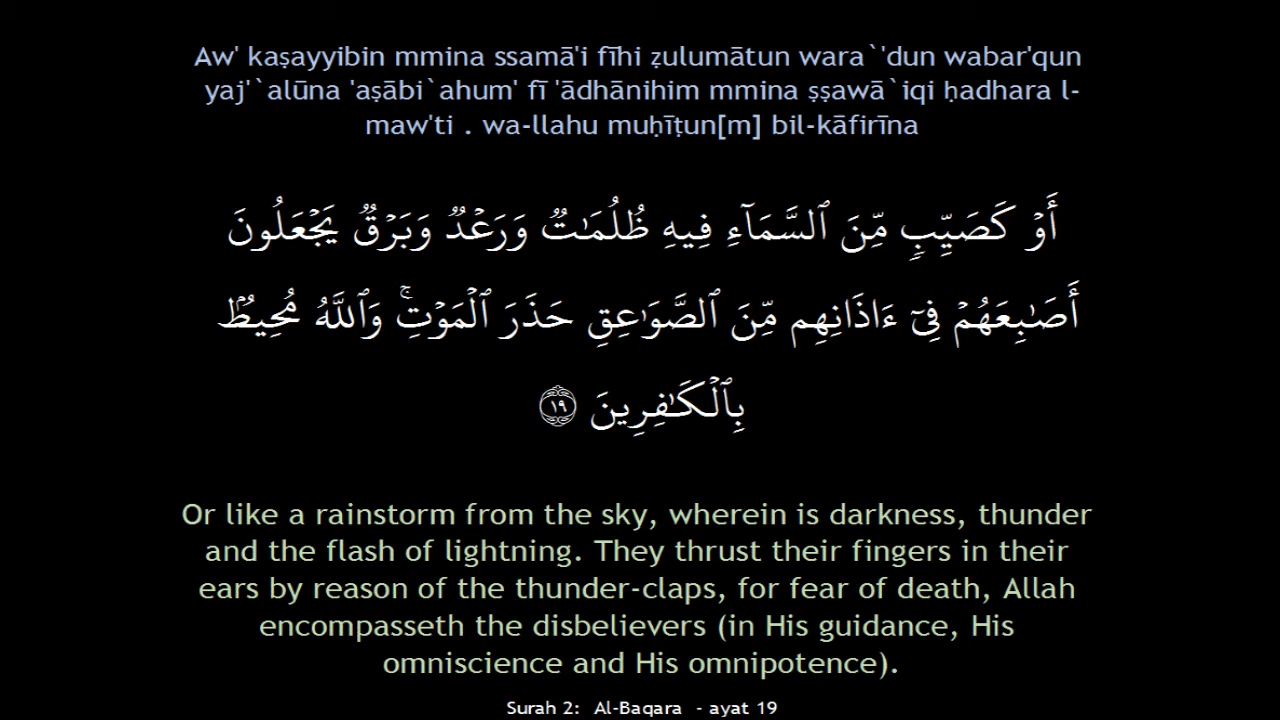 Aw' kaṣayyibin mmina ssamā'i fīhi ẓulumātun wara`'dun wabar'qun
yaj'`alūna 'aṣābi`ahum' fī 'ādhānihim mmina ṣṣawā`iqi ḥadhara l-
maw'ti . wa-llahu muḥīṭun[m] bil-kāfirīna
أَوْ كَصَيِّبٍ مِّنَ ٱلسَّمَآءِ فِيهِ ظُلُمَـٰتٌ وَرَعْدٌ وَبَرْقٌ يَجْعَلُونَ
أَصَـٰبِعَهُمْ فِىٓ ءَاذَانِهِم مِّنَ ٱلصَّوَٰعِقِ حَذَرَ ٱلْمَوْتِ ۚ وَٱللَّهُ مُحِيطٌۢ
بِٱلْكَـٰفِرِينَ ١٩
Or like a rainstorm from the sky, wherein is darkness, thunder
and the flash of lightning. They thrust their fingers in their
ears by reason of the thunder-claps, for fear of death, Allah
encompasseth the disbelievers (in His guidance, His
omniscience and His omnipotence).
Surah 2: Al-Baqara - ayat 19